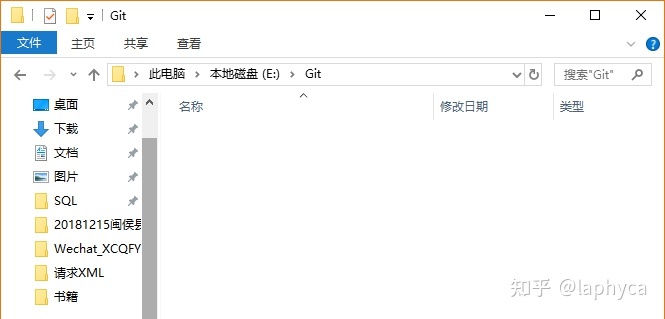 Git
文件 主页 共享 查看
此电脑 本地磁盘 (E:) Git 搜索"Git"
名称 修改日期 类型
桌面
下载
文档
图片
SQL
20181215闽侯县
Wechat_XCQFY
请求XML
书籍
知乎 @laphyca